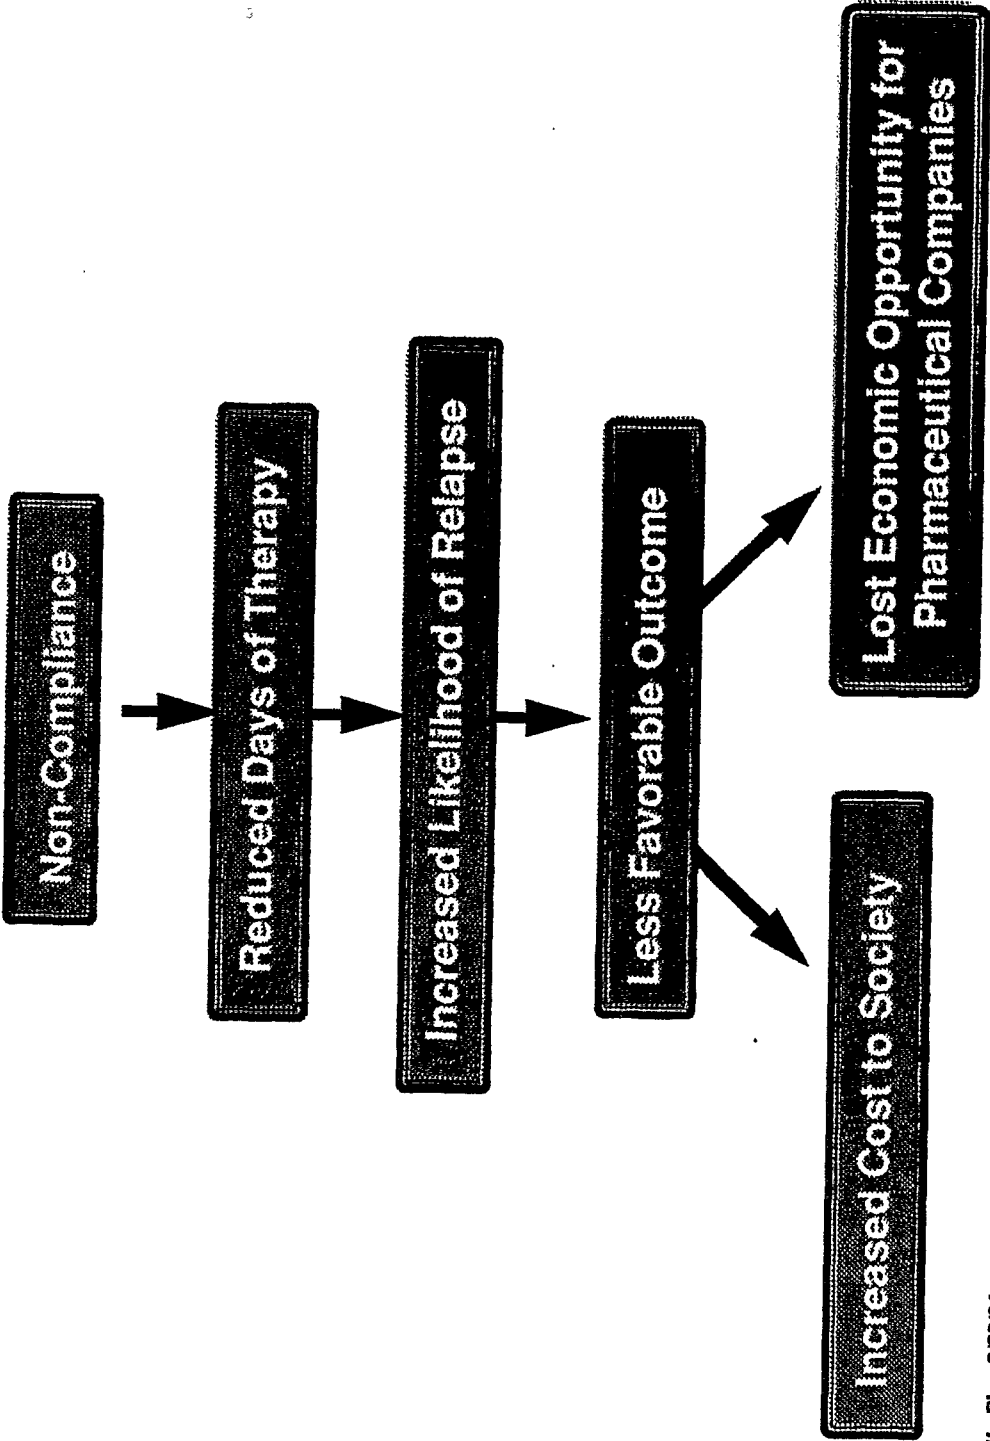 Non-Compliance
Reduced Days of Therapy
Increased Likelihood of Relapse
Less Favorable Outcome
Increased Cost to Society
Lost Economic Opportunity for
Pharmaceutical Companies